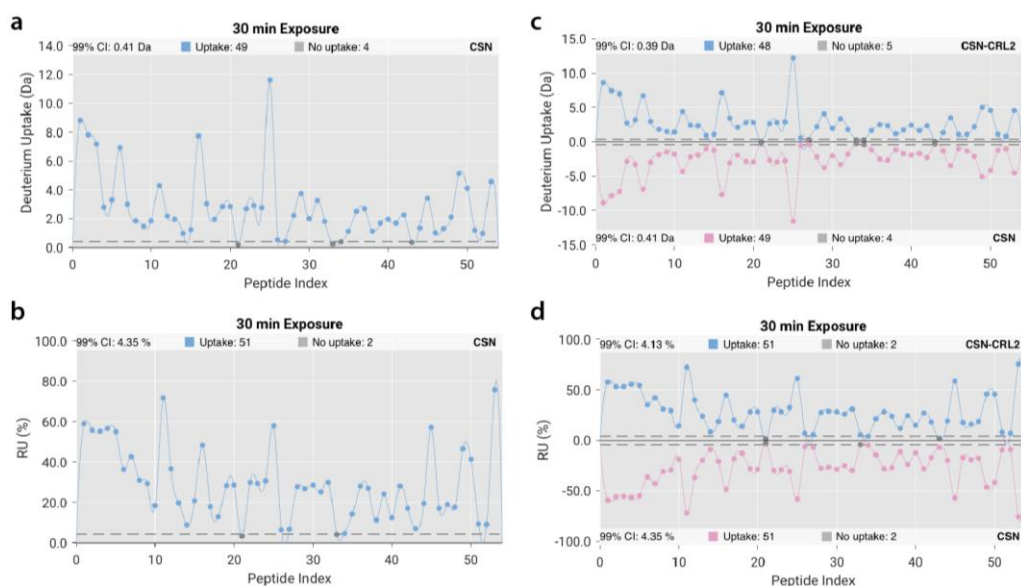 a
30 min Exposure
99% CI: 0.41 Da Uptake: 49 No uptake: 4 CSN
14.0
12.0
10.0
8.0
6.0
4.0
2.0
0.0
Deuterium Uptake (Da)
0 10 20 30 40 50
Peptide Index
b
30 min Exposure
99% CI: 4.35 % Uptake: 51 No uptake: 2 CSN
100.0
80.0
60.0
40.0
20.0
0.0
RU (%)
0 10 20 30 40 50
Peptide Index
c
30 min Exposure
99% CI: 0.39 Da Uptake: 48 No uptake: 5 CSN-CRL2
15.0
10.0
5.0
0.0
-5.0
-10.0
-15.0
Deuterium Uptake (Da)
99% CI: 0.41 Da Uptake: 49 No uptake: 4 CSN
0 10 20 30 40 50
Peptide Index
d
30 min Exposure
99% CI: 4.13 % Uptake: 51 No uptake: 2 CSN-CRL2
100.0
50.0
0.0
-50.0
-100.0
RU (%)
99% CI: 4.35 % Uptake: 51 No uptake: 2 CSN
0 10 20 30 40 50
Peptide Index